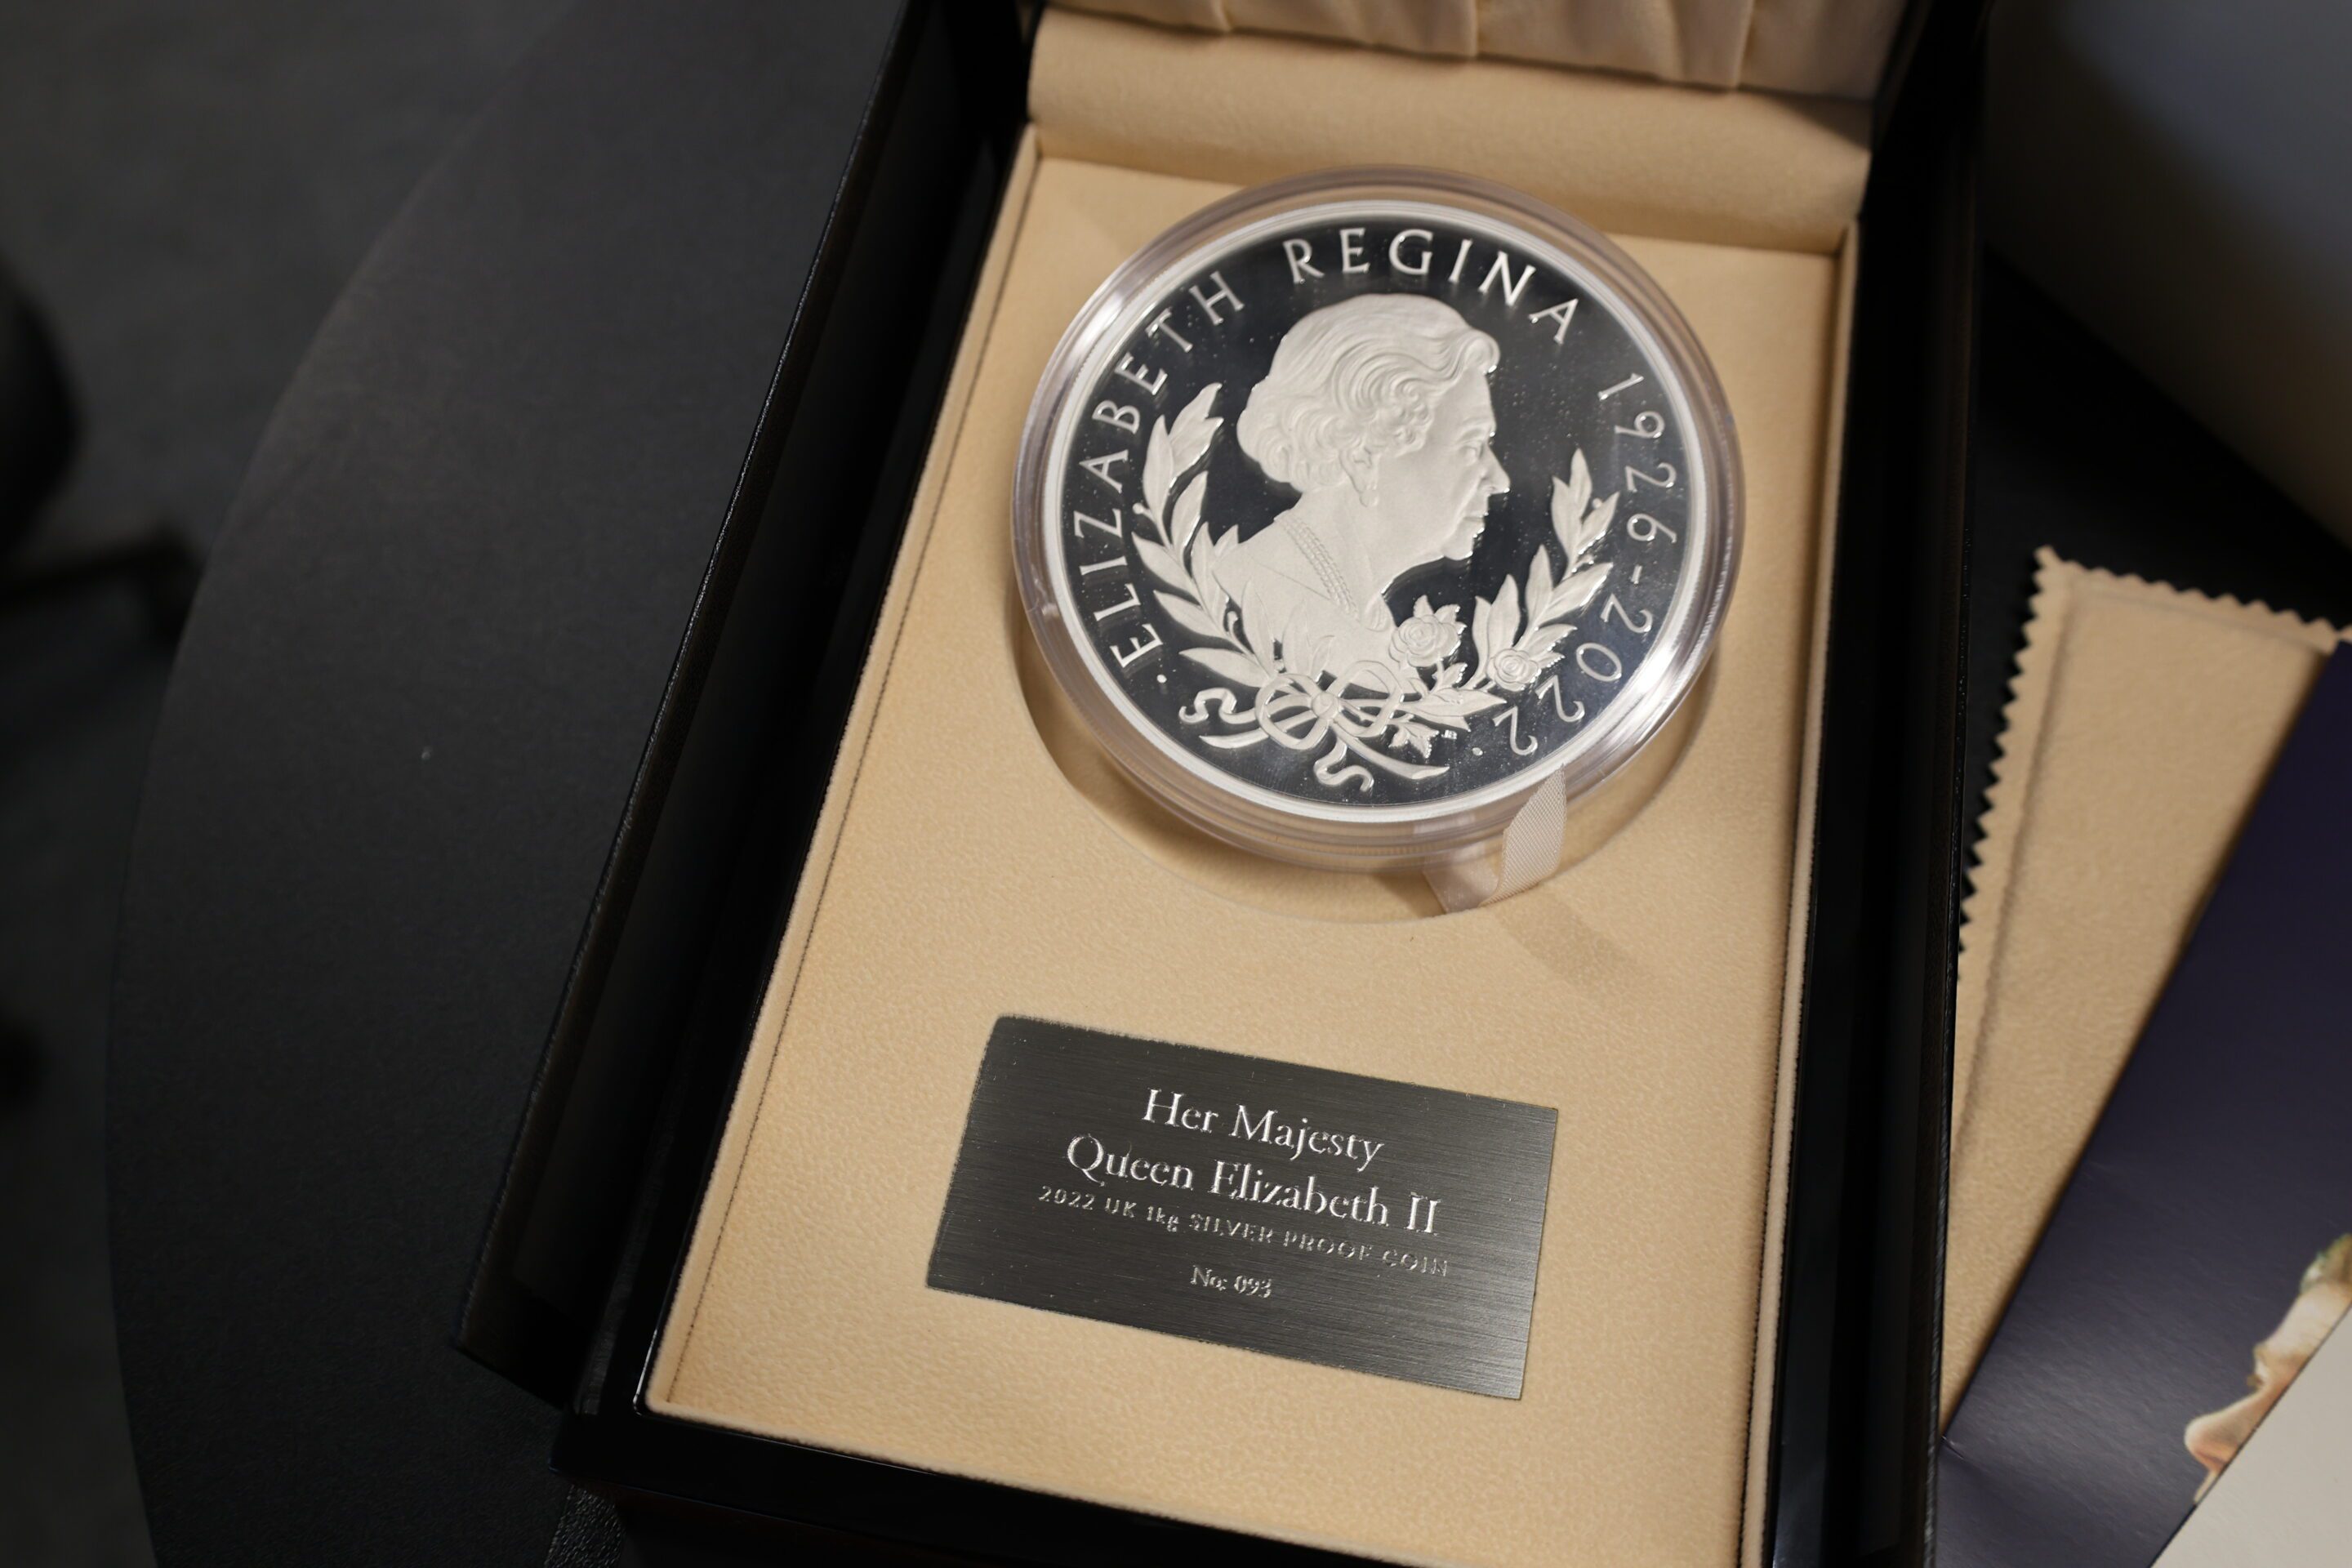 · ELIZABETH REGINA 1926-2022 ·
Her Majesty
Queen Elizabeth II
2022 UK 1kg SILVER PROOF COIN
No: 093